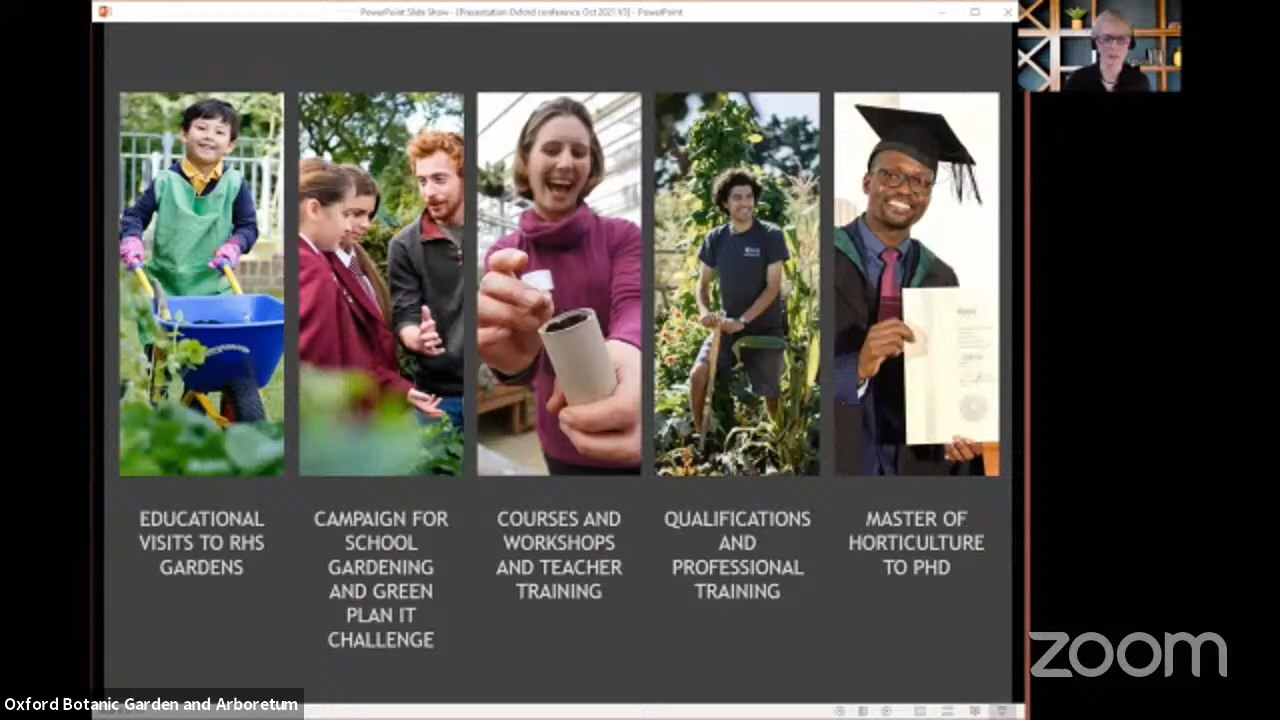 PowerPoint Slide Show - [Presentation Oxford conference Oct 2021 V3] - PowerPoint
EDUCATIONAL
VISITS TO RHS
GARDENS
CAMPAIGN FOR
SCHOOL
GARDENING
AND GREEN
PLAN IT
CHALLENGE
COURSES AND
WORKSHOPS
AND TEACHER
TRAINING
QUALIFICATIONS
AND
PROFESSIONAL
TRAINING
MASTER OF
HORTICULTURE
TO PHD
zoom
Oxford Botanic Garden and Arboretum